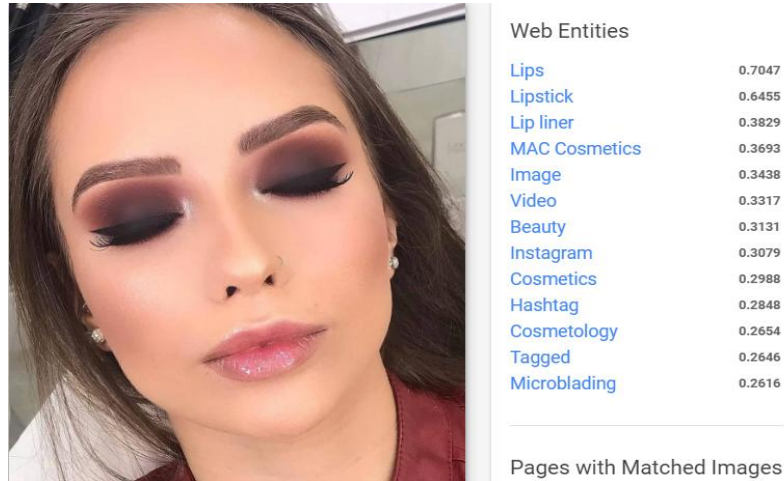 Web Entities
Lips 0.7047
Lipstick 0.6455
Lip liner 0.3829
MAC Cosmetics 0.3693
Image 0.3438
Video 0.3317
Beauty 0.3131
Instagram 0.3079
Cosmetics 0.2988
Hashtag 0.2848
Cosmetology 0.2654
Tagged 0.2646
Microblading 0.2616
Pages with Matched Images